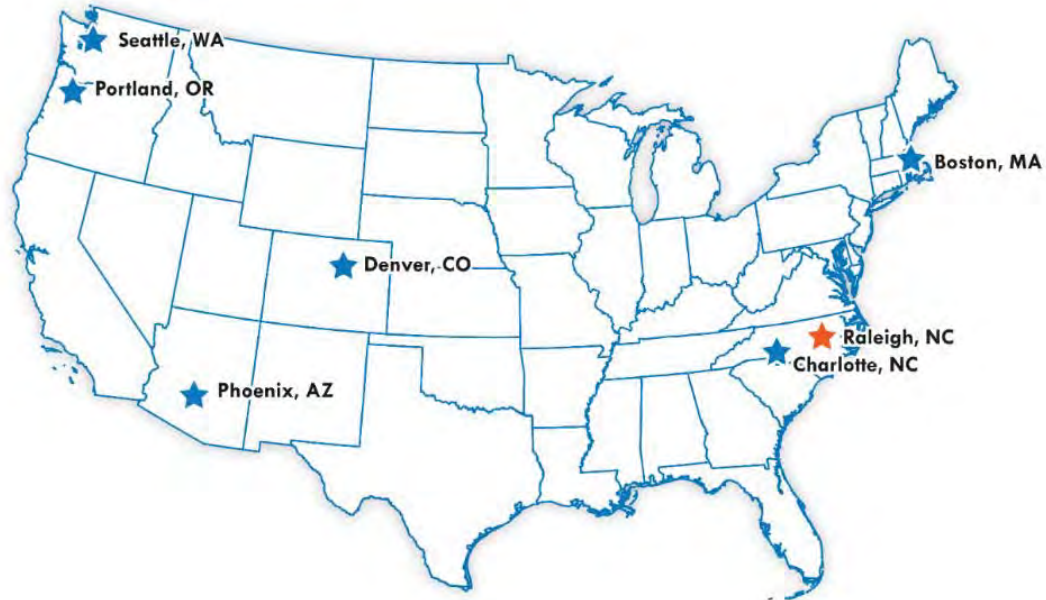 Seattle, WA
Portland, OR
Boston, MA
Denver, CO
Raleigh, NC
Charlotte, NC
Phoenix, AZ